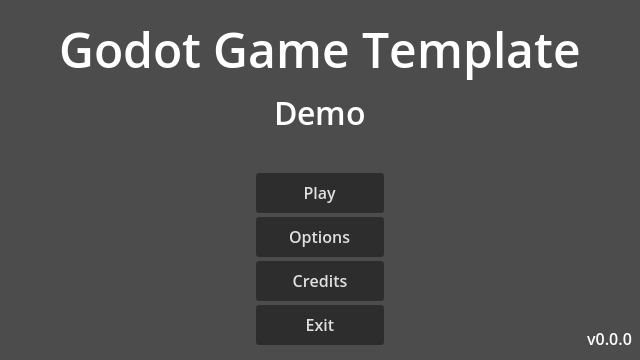 Godot Game Template
Demo
Play
Options
Credits
Exit
v0.0.0